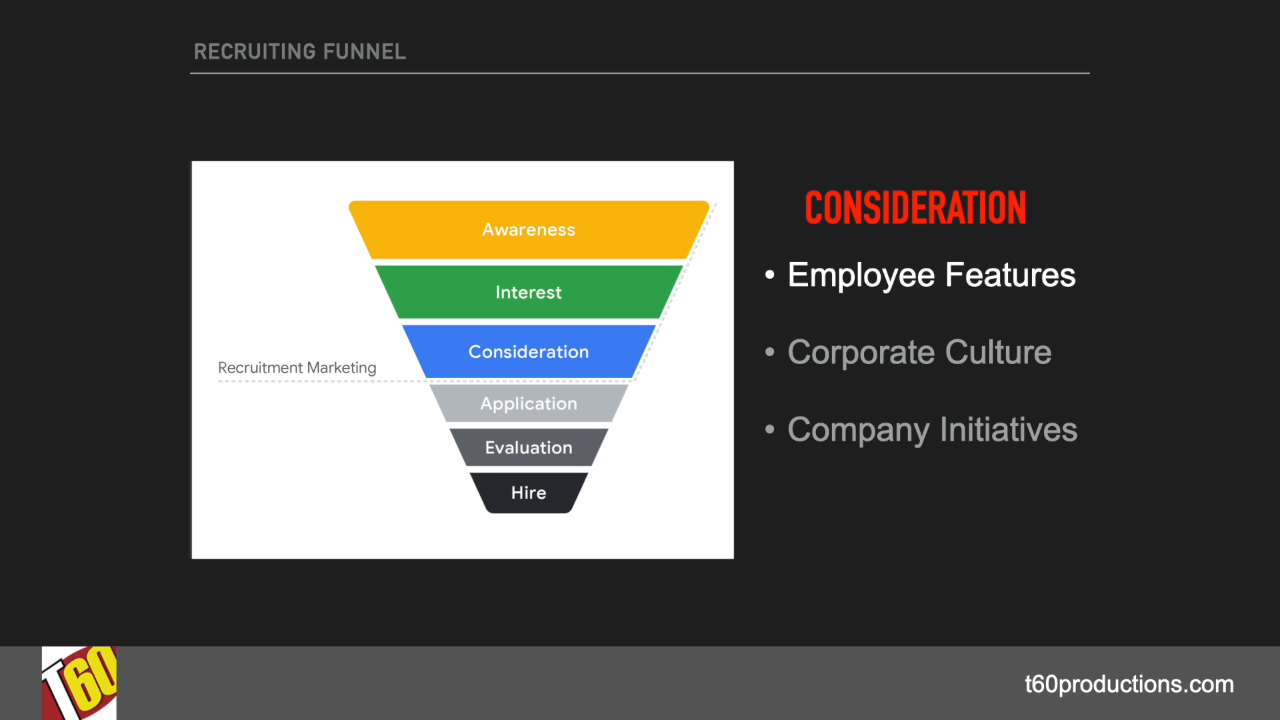 RECRUITING FUNNEL
Awareness
Interest
Consideration
Recruitment Marketing
Application
Evaluation
Hire
CONSIDERATION
• Employee Features
• Corporate Culture
• Company Initiatives
T60
t60productions.com